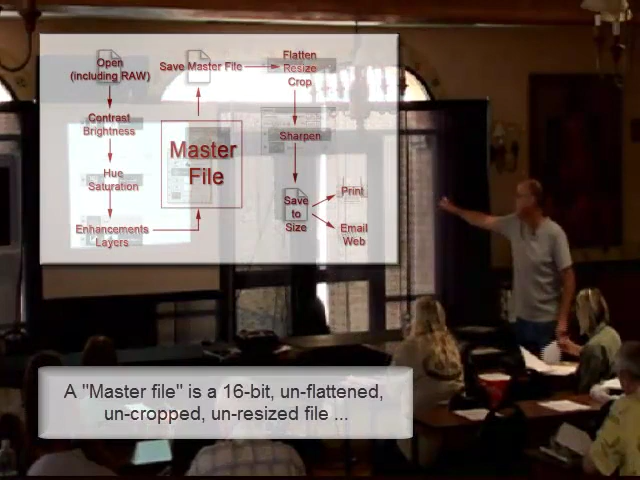 Open
(including RAW)
Contrast
Brightness
Hue
Saturation
Enhancements
Layers
Master
File
Save Master File
Flatten
Resize
Crop
Sharpen
Save
to
Size
Print
Email
Web
A "Master file" is a 16-bit, un-flattened,
un-cropped, un-resized file ...